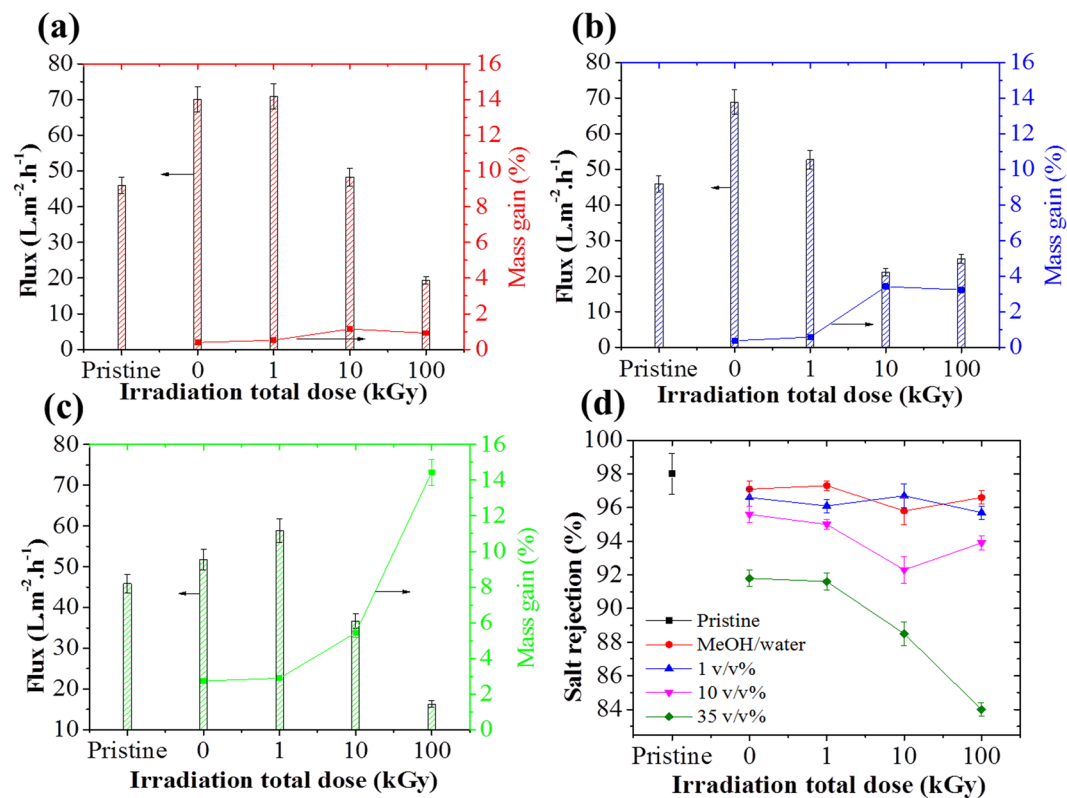 (a)
80
70
60
50
40
30
20
10
0
Flux (L.m-2.h-1)
16
14
12
10
8
6
4
2
0
Mass gain (%)
Pristine 0 1 10 100
Irradiation total dose (kGy)
(b)
80
70
60
50
40
30
20
10
0
Flux (L.m-2.h-1)
16
14
12
10
8
6
4
2
0
Mass gain (%)
Pristine 0 1 10 100
Irradiation total dose (kGy)
(c)
80
70
60
50
40
30
20
10
Flux (L.m-2.h-1)
16
14
12
10
8
6
4
2
0
Mass gain (%)
Pristine 0 1 10 100
Irradiation total dose (kGy)
(d)
100
98
96
94
92
90
88
86
84
Salt rejection (%)
Pristine
MeOH/water
1 v/v%
10 v/v%
35 v/v%
Pristine 0 1 10 100
Irradiation total dose (kGy)